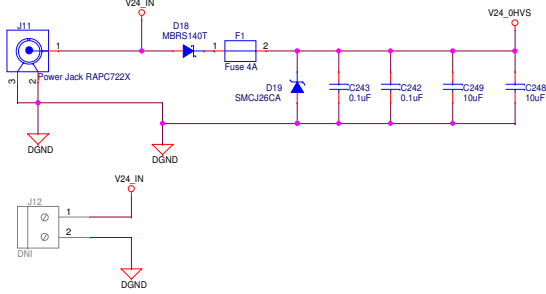 V24_IN
V24_0HVS
J11
D18
MBRS140T
F1
1
1
2
Fuse 4A
Power Jack RAPC722X
3
2
D19
SMCJ26CA
C243
0.1uF
C242
0.1uF
C249
10uF
C248
10uF
DGND
DGND
V24_IN
J12
1
2
DNI
DGND